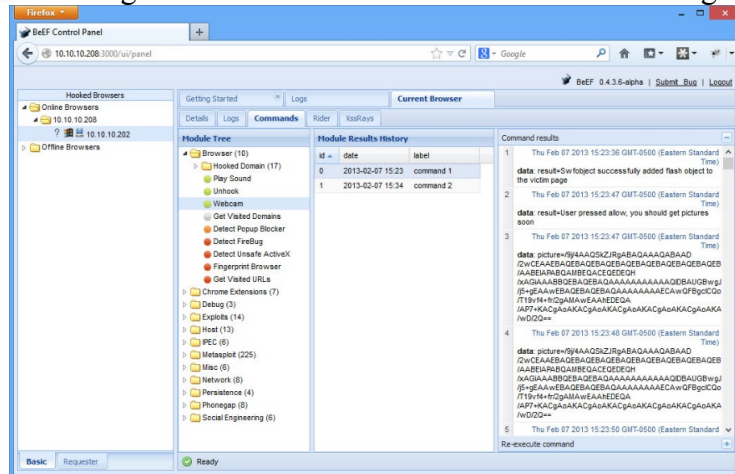 Firefox
BeEF Control Panel
10.10.10.208:3000/ui/panel
Google
BeEF 0.4.3.6-alpha | Submit Bug | Logout
Hooked Browsers
Online Browsers
10.10.10.208
? 10.10.10.202
Offline Browsers
Basic
Requester
Getting Started
Logs
Current Browser
Details
Logs
Commands
Rider
XssRays
Module Tree
Browser (10)
Hooked Domain (17)
Play Sound
Unhook
Webcam
Get Visited Domains
Detect Popup Blocker
Detect FireBug
Detect Unsafe ActiveX
Fingerprint Browser
Get Visited URLs
Chrome Extensions (7)
Debug (3)
Exploits (14)
Host (13)
IPEC (6)
Metasploit (225)
Misc (6)
Network (8)
Persistence (4)
Phonegap (8)
Social Engineering (6)
Module Results History
id date label
0 2013-02-07 15:23 command 1
1 2013-02-07 15:34 command 2
Command results
1 Thu Feb 07 2013 15:23:36 GMT-0500 (Eastern Standard
Time)
data: result=Swfobject successfully added flash object to
the victim page
2 Thu Feb 07 2013 15:23:47 GMT-0500 (Eastern Standard
Time)
data: result=User pressed allow, you should get pictures
soon
3 Thu Feb 07 2013 15:23:47 GMT-0500 (Eastern Standard
Time)
data: picture=/9j/4AAQSkZJRgABAQAAAQABAAD
4 Thu Feb 07 2013 15:23:48 GMT-0500 (Eastern Standard
Time)
data: picture=/9j/4AAQSkZJRgABAQAAAQABAAD
5 Thu Feb 07 2013 15:23:50 GMT-0500 (Eastern Standard
Re-execute command
Ready